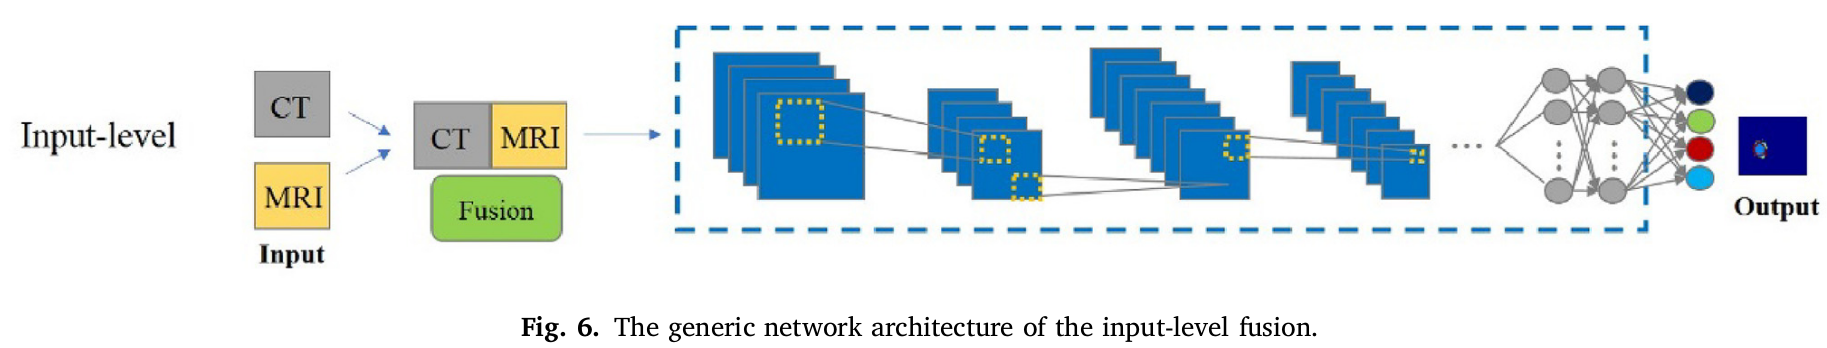 Input-level
CT
MRI
Input
CT MRI
Fusion
Output
Fig. 6. The generic network architecture of the input-level fusion.